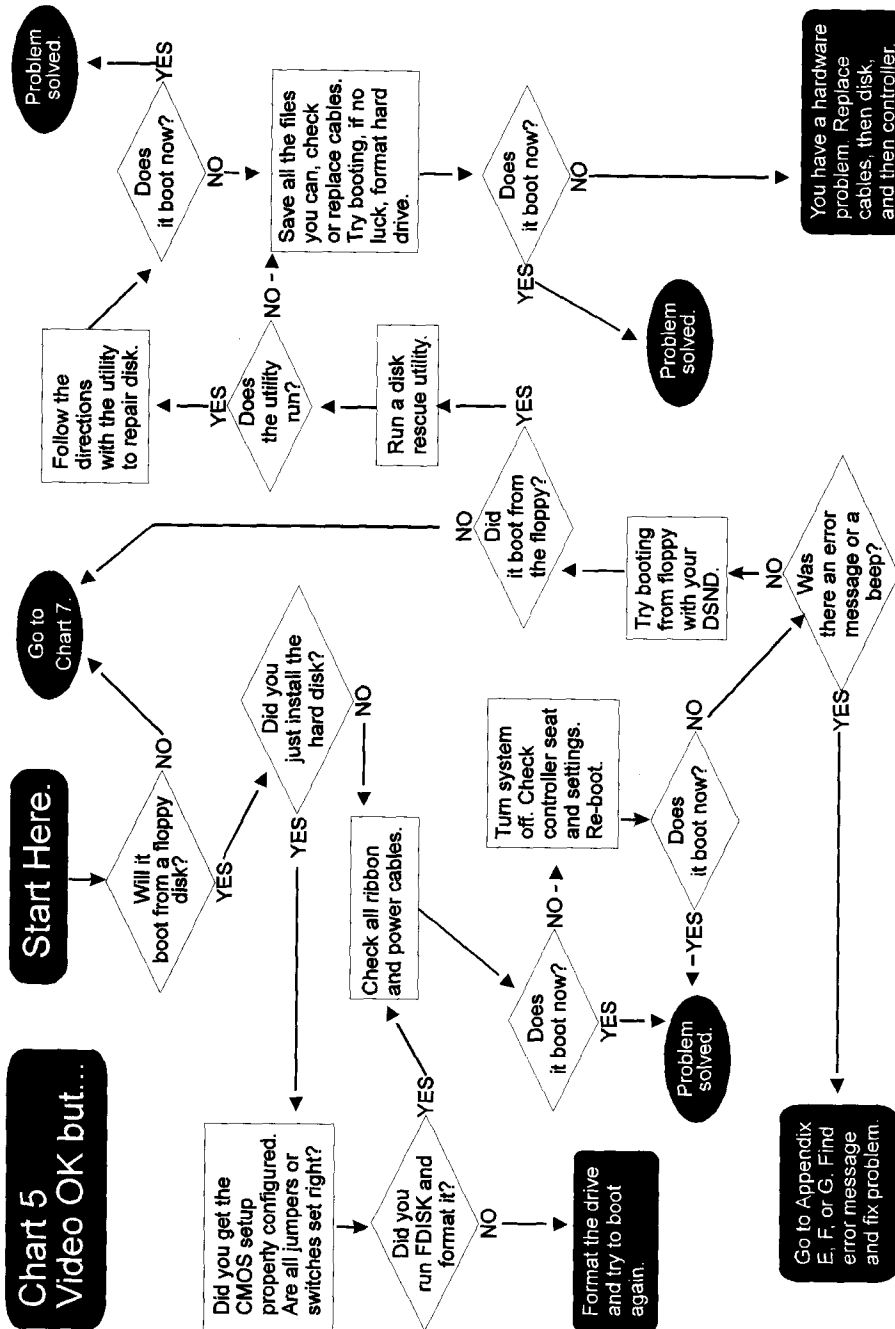 Chart 5
Video OK but...
Start Here.
Will it
boot from a floppy
disk?
NO
YES
Go to
Chart 7.
Did you
just install the
hard disk?
YES
NO
Did you get the
CMOS setup
properly configured.
Are all jumpers or
switches set right?
Did you
run FDISK and
format it?
YES
NO
Format the drive
and try to boot
again.
Check all ribbon
and power cables.
Does
it boot now?
NO
YES
Problem
solved.
Turn system
off. Check
controller seat
and settings.
Re-boot.
Does
it boot now?
YES
NO
Was
there an error
message or a
beep?
YES
NO
Go to Appendix
E, F, or G. Find
error message
and fix problem.
Try booting
from floppy
with your
DSND.
Did
it boot from
the floppy?
NO
YES
Run a disk
rescue utility.
Does
the utility
run?
YES
NO
Follow the
directions
with the utility
to repair disk.
Does
it boot now?
YES
NO
Problem
solved.
Save all the files
you can, check
or replace cables.
Try booting, if no
luck, format hard
drive.
Does
it boot now?
YES
NO
Problem
solved.
You have a hardware
problem. Replace
cables, then disk,
and then controller.